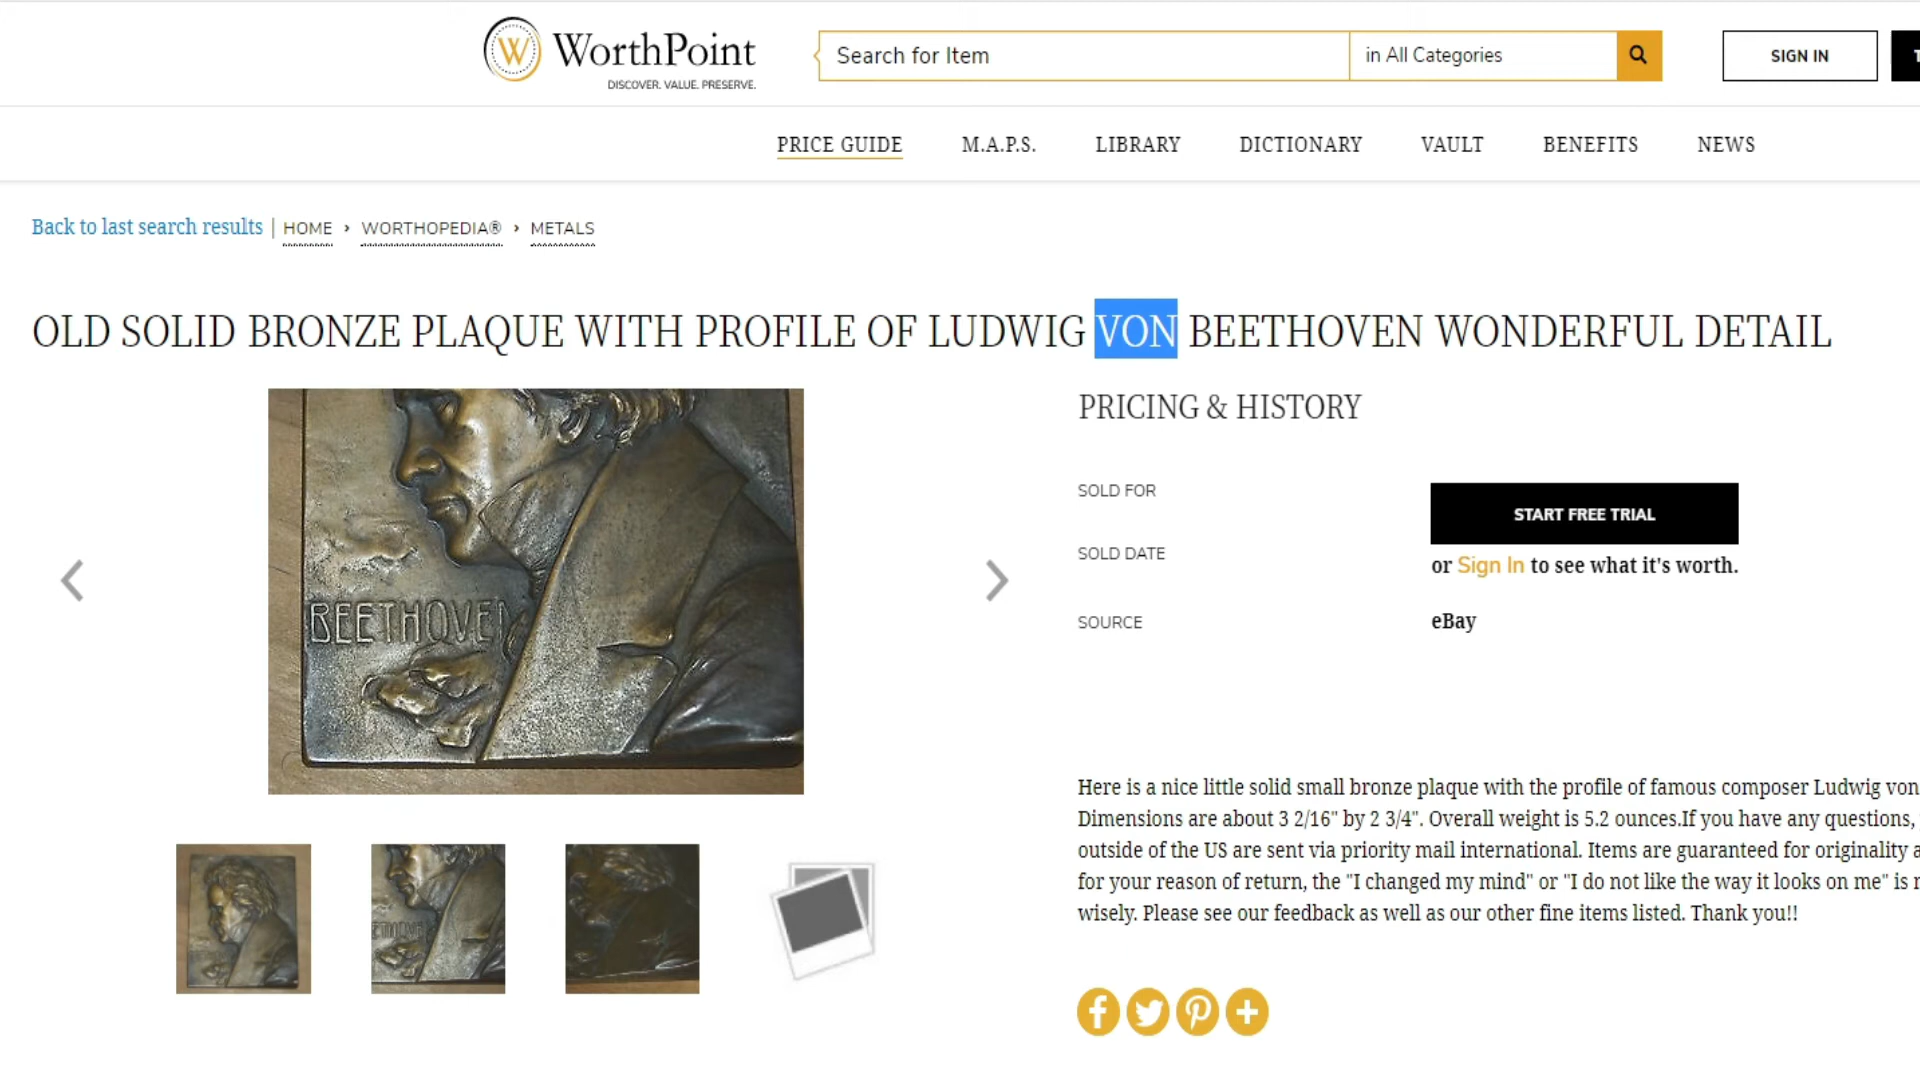 WorthPoint
DISCOVER. VALUE. PRESERVE.
Search for Item
in All Categories
SIGN IN
PRICE GUIDE
M.A.P.S.
LIBRARY
DICTIONARY
VAULT
BENEFITS
NEWS
Back to last search results | HOME › WORTHOPEDIA® › METALS
OLD SOLID BRONZE PLAQUE WITH PROFILE OF LUDWIG VON BEETHOVEN WONDERFUL DETAIL
BEETHOVEN
PRICING & HISTORY
SOLD FOR
START FREE TRIAL
SOLD DATE
or Sign In to see what it's worth.
SOURCE
eBay
Here is a nice little solid small bronze plaque with the profile of famous composer Ludwig von
Dimensions are about 3 2/16" by 2 3/4". Overall weight is 5.2 ounces.If you have any questions,
outside of the US are sent via priority mail international. Items are guaranteed for originality a
for your reason of return, the "I changed my mind" or "I do not like the way it looks on me" is
wisely. Please see our feedback as well as our other fine items listed. Thank you!!